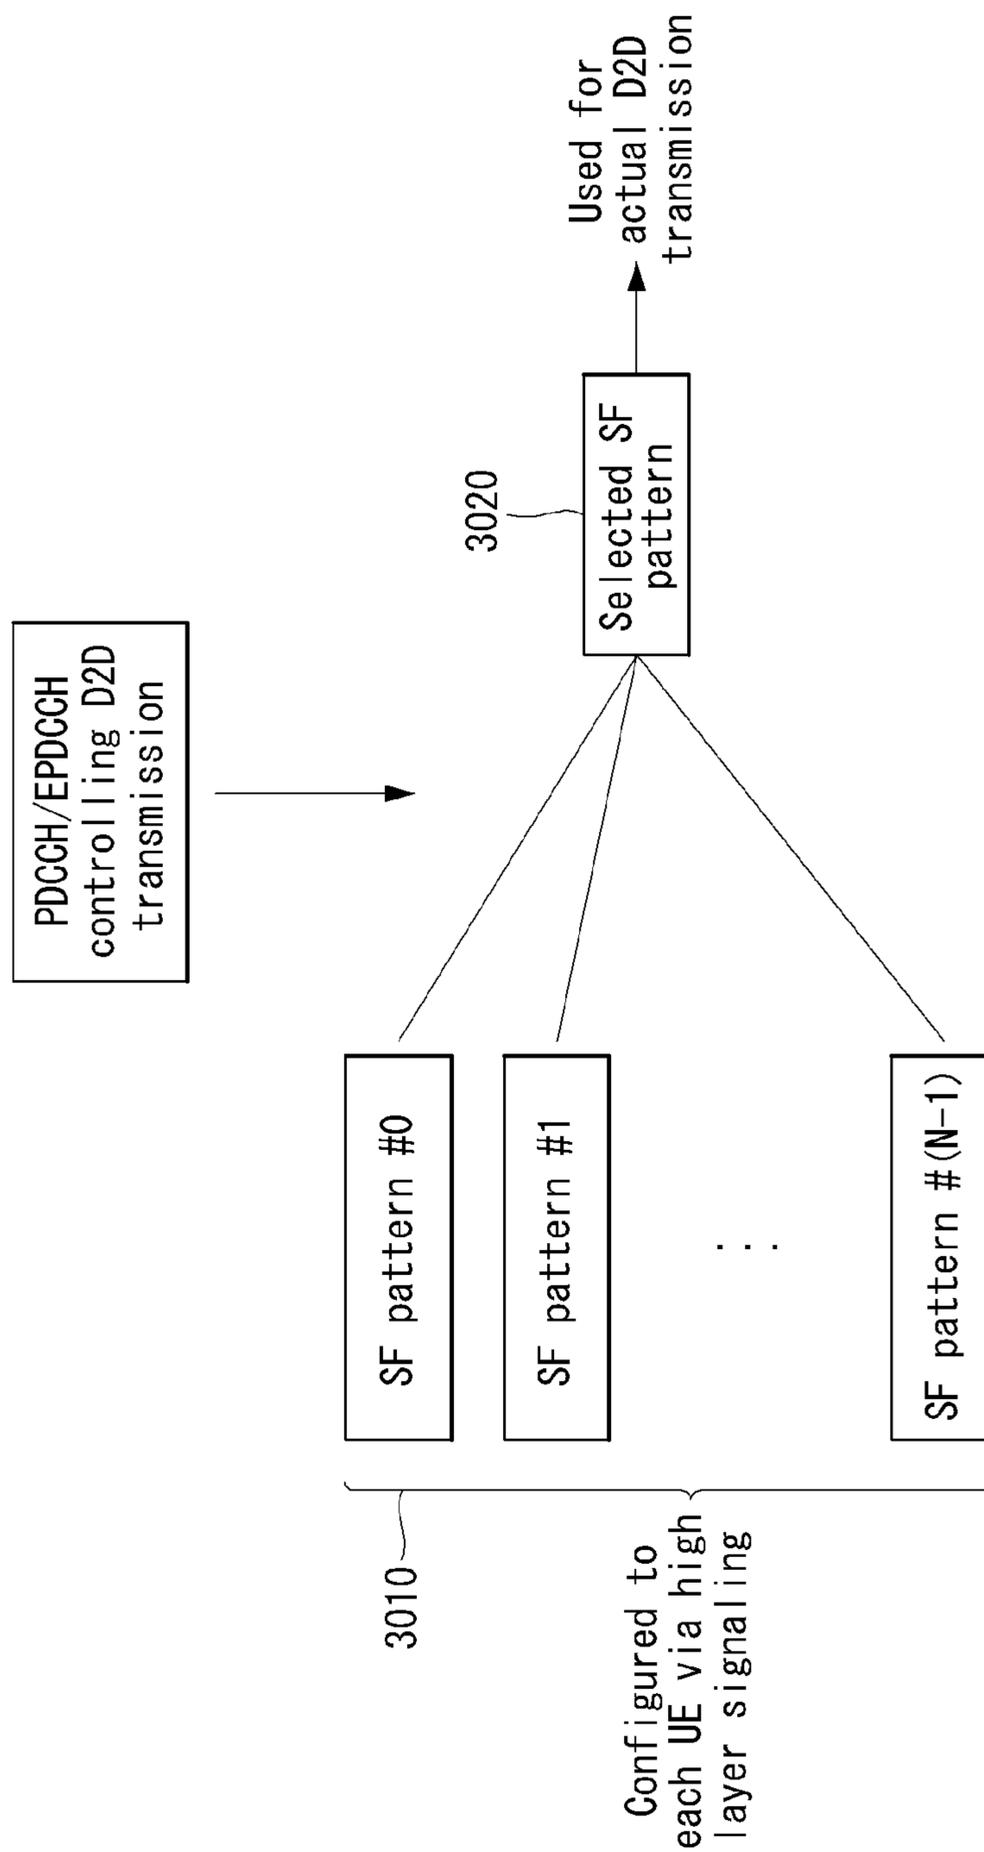 PDCCH/EPDCCH
controlling D2D
transmission
3010
SF pattern #0
SF pattern #1
...
SF pattern #(N-1)
Configured to
each UE via high
layer signaling
3020
Selected SF
pattern
Used for
actual D2D
transmission